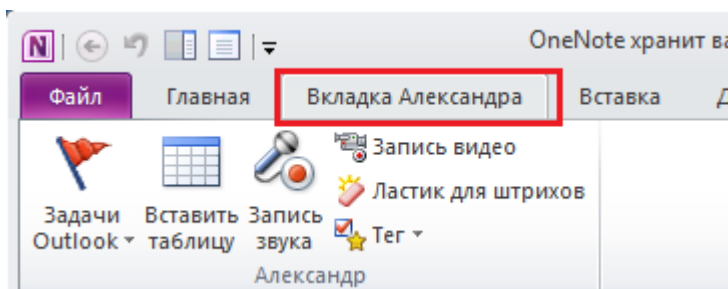 OneNote хранит ва
Файл Главная Вкладка Александра Вставка
Запись видео
Ластик для штрихов
Задачи Outlook
Вставить таблицу
Запись звука
Тег
Александр